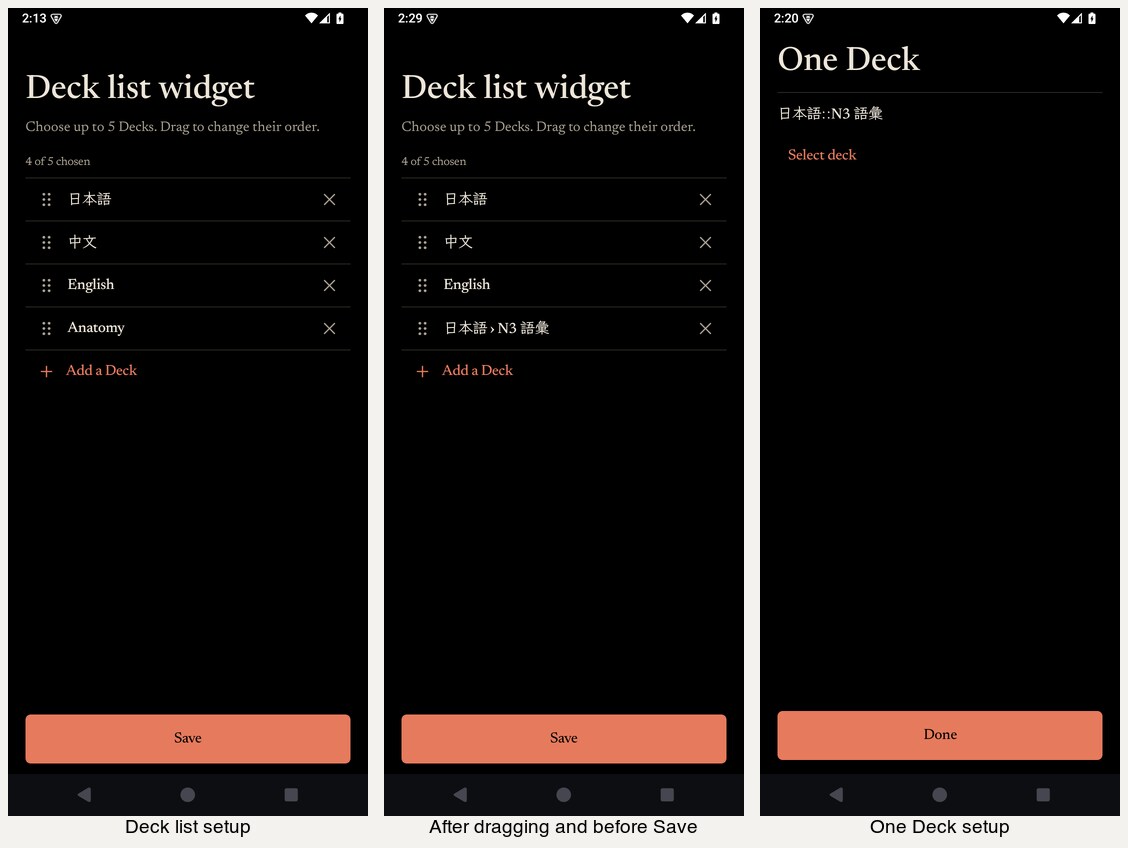 2:13
Deck list widget
Choose up to 5 Decks. Drag to change their order.
4 of 5 chosen
日本語
中文
English
Anatomy
Add a Deck
Save
Deck list setup
2:29
Deck list widget
Choose up to 5 Decks. Drag to change their order.
4 of 5 chosen
日本語
中文
English
日本語 › N3 語彙
Add a Deck
Save
After dragging and before Save
2:20
One Deck
日本語::N3 語彙
Select deck
Done
One Deck setup